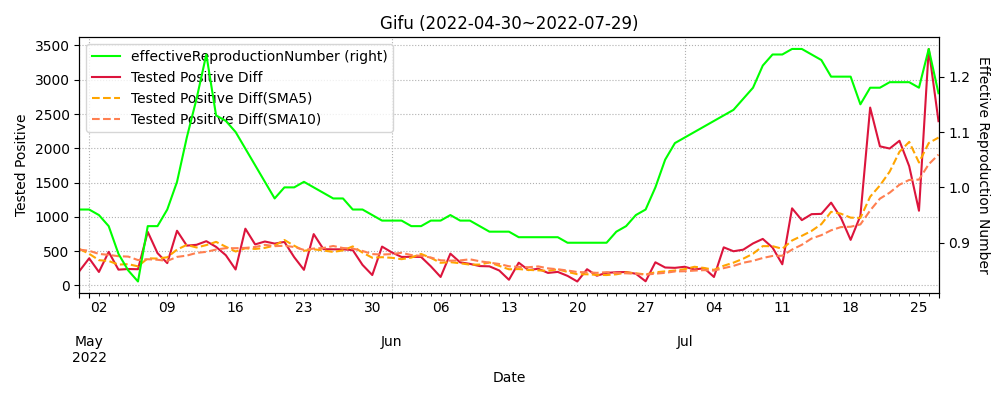 Gifu (2022-04-30~2022-07-29)
effectiveReproductionNumber (right)
Tested Positive Diff
Tested Positive Diff(SMA5)
Tested Positive Diff(SMA10)
Tested Positive
3500
3000
2500
2000
1500
1000
500
0
1.2
1.1
1.0
0.9
Effective Reproduction Number
02 09 16 23 30 06 13 20 27 04 11 18 25
May Jun Jul
2022
Date